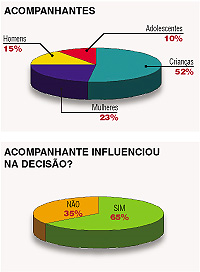 ACOMPANHANTES
Adolescentes
10%
Homens
15%
Crianças
52%
Mulheres
23%
ACOMPANHANTE INFLUENCIOU
NA DECISÃO?
NÃO
35%
SIM
65%